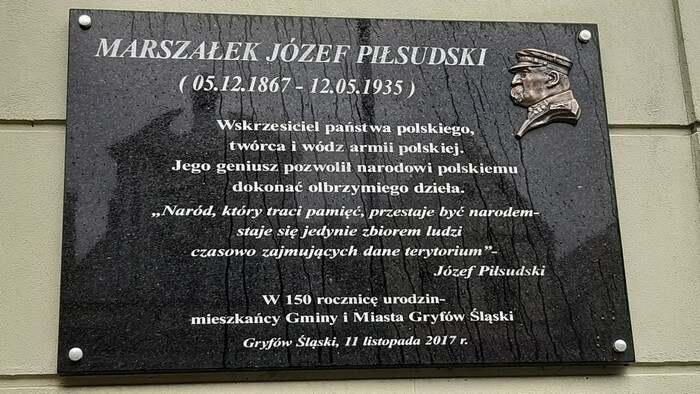 MARSZAŁEK JÓZEF PIŁSUDSKI
( 05.12.1867 - 12.05.1935 )
Wskrzesiciel państwa polskiego,
twórca i wódz armii polskiej.
Jego geniusz pozwolił narodowi polskiemu
dokonać olbrzymiego dzieła.
„Naród, który traci pamięć, przestaje być narodem-
staje się jedynie zbiorem ludzi
czasowo zajmujących dane terytorium”-
Józef Piłsudski
W 150 rocznicę urodzin-
mieszkańcy Gminy i Miasta Gryfów Śląski
Gryfów Śląski, 11 listopada 2017 r.